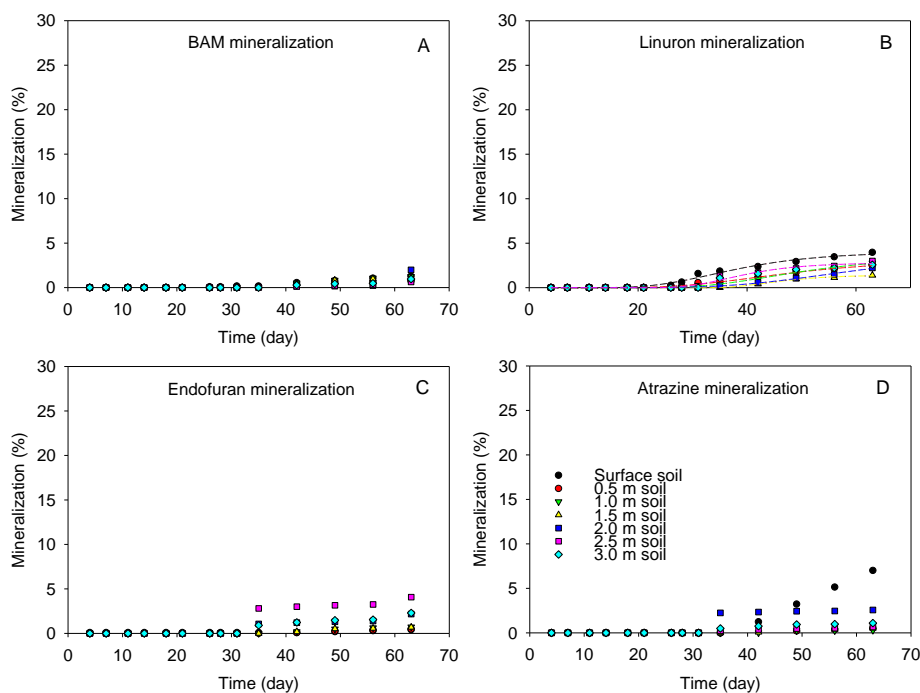 BAM mineralization
A
30
25
20
15
10
5
0
Mineralization (%)
0 10 20 30 40 50 60 70
Time (day)
Linuron mineralization
B
30
25
20
15
10
5
0
Mineralization (%)
0 20 40 60
Time (day)
Endofuran mineralization
C
30
25
20
15
10
5
0
Mineralization (%)
0 10 20 30 40 50 60 70
Time (day)
Atrazine mineralization
D
30
25
20
15
10
5
0
Mineralization (%)
Surface soil
0.5 m soil
1.0 m soil
1.5 m soil
2.0 m soil
2.5 m soil
3.0 m soil
0 10 20 30 40 50 60 70
Time (day)